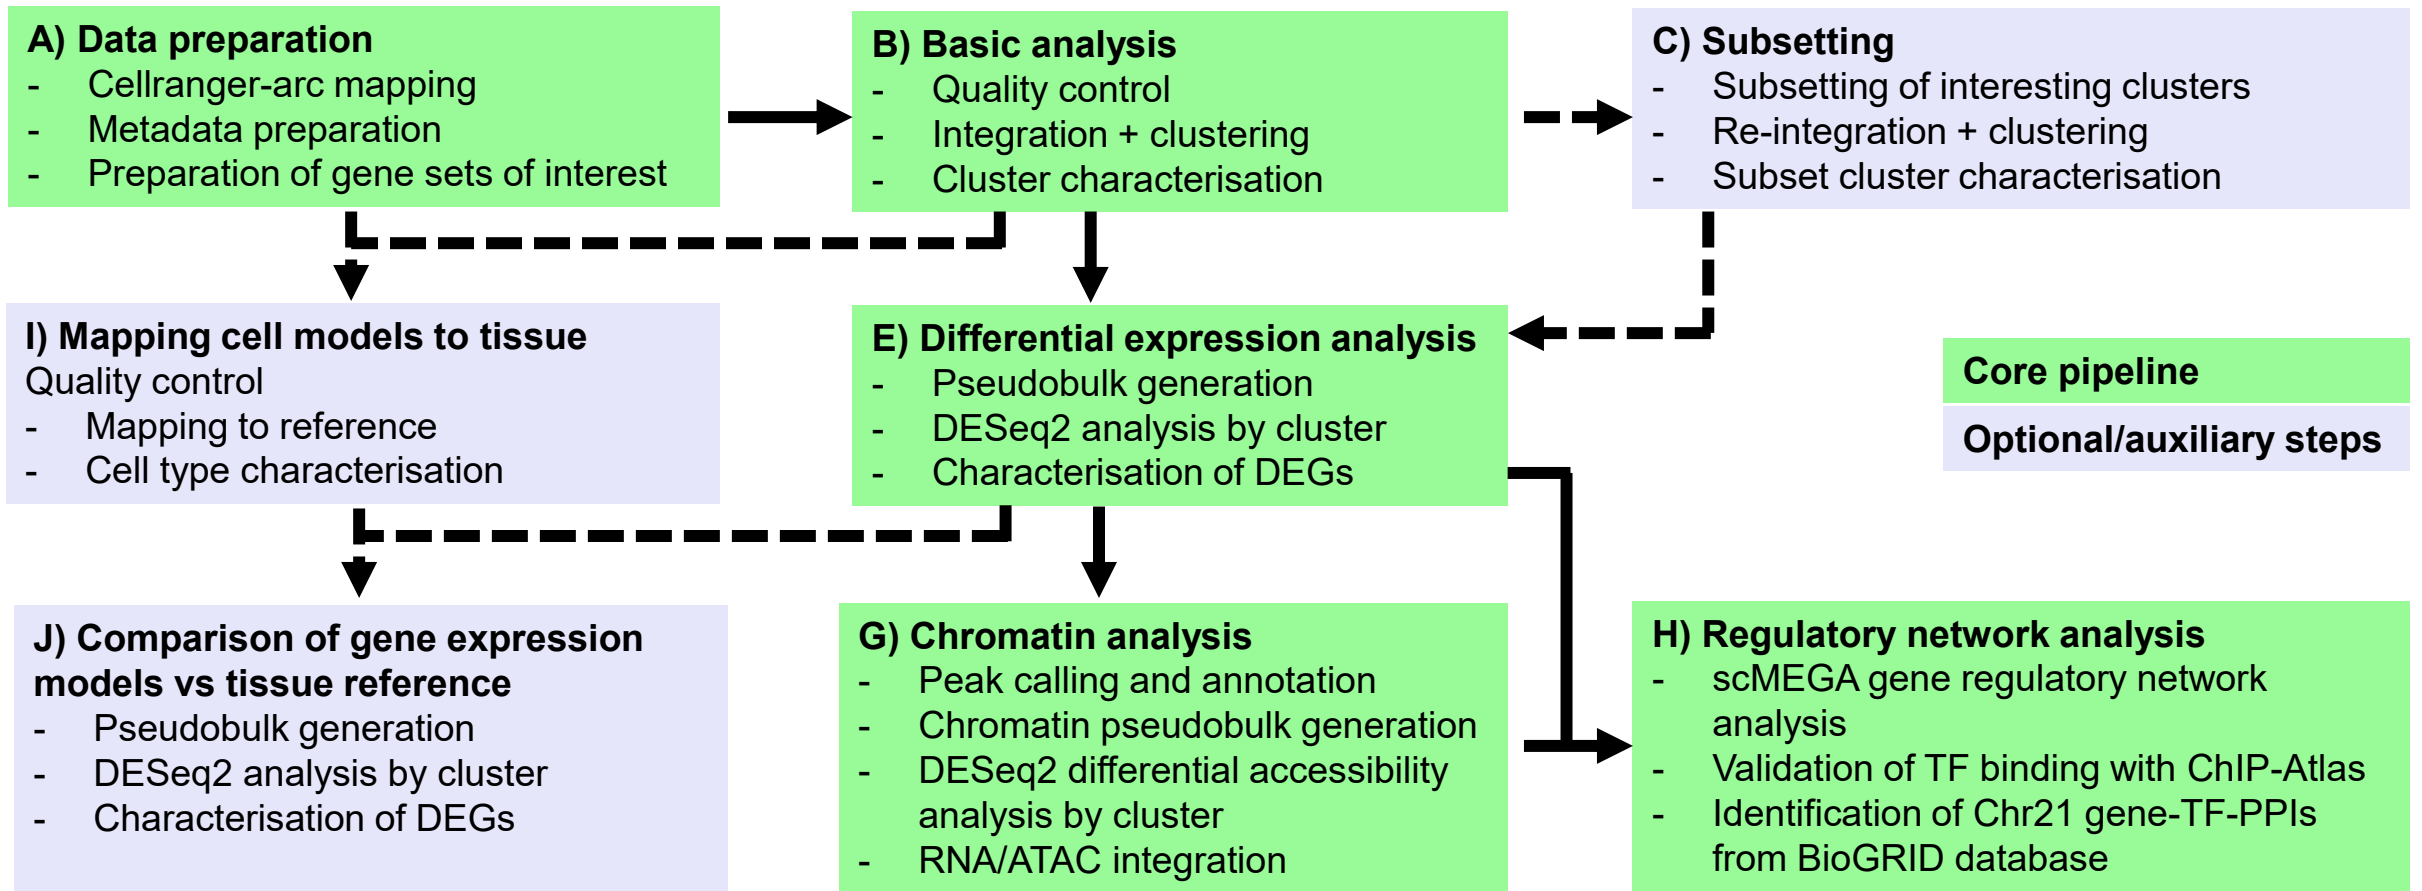 A) Data preparation
- Cellranger-arc mapping
- Metadata preparation
- Preparation of gene sets of interest
B) Basic analysis
- Quality control
- Integration + clustering
- Cluster characterisation
C) Subsetting
- Subsetting of interesting clusters
- Re-integration + clustering
- Subset cluster characterisation
I) Mapping cell models to tissue
Quality control
- Mapping to reference
- Cell type characterisation
E) Differential expression analysis
- Pseudobulk generation
- DESeq2 analysis by cluster
- Characterisation of DEGs
Core pipeline
Optional/auxiliary steps
J) Comparison of gene expression
models vs tissue reference
- Pseudobulk generation
- DESeq2 analysis by cluster
- Characterisation of DEGs
G) Chromatin analysis
- Peak calling and annotation
- Chromatin pseudobulk generation
- DESeq2 differential accessibility
analysis by cluster
- RNA/ATAC integration
H) Regulatory network analysis
- scMEGA gene regulatory network
analysis
- Validation of TF binding with ChIP-Atlas
- Identification of Chr21 gene-TF-PPIs
from BioGRID database